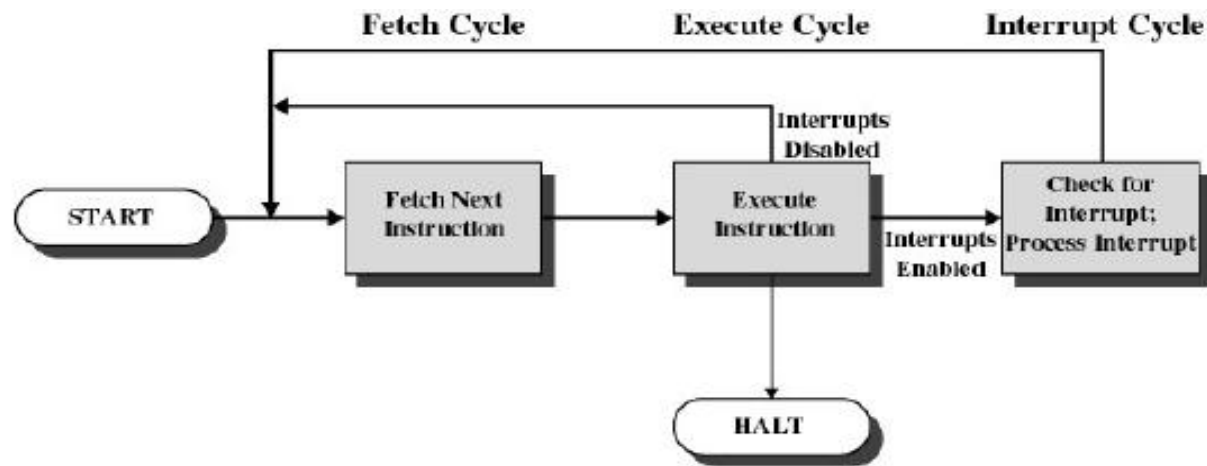 Fetch Cycle
Execute Cycle
Interrupt Cycle
Interrupts
Disabled
START
Fetch Next
Instruction
Execute
Instruction
Interrupts
Enabled
Check for
Interrupt;
Process Interrupt
HALT